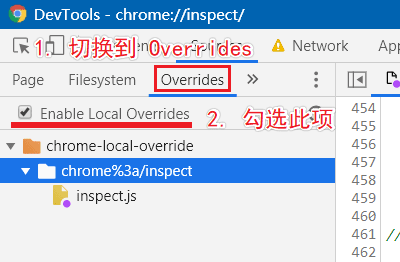 DevTools - chrome://inspect/
1. 切换到 Overrides
Network
Page Filesystem Overrides »
Enable Local Overrides
2. 勾选此项
chrome-local-override
chrome%3a/inspect
inspect.js
454
455
456
457
458
459
460
461 //
462